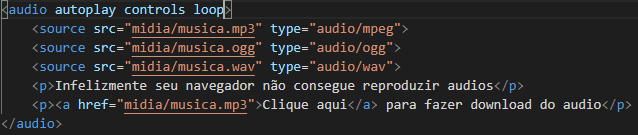 <audio autoplay controls loop>
<source src="midia/musica.mp3" type="audio/mpeg">
<source src="midia/musica.ogg" type="audio/ogg">
<source src="midia/musica.wav" type="audio/wav">
<p>Infelizmente seu navegador não consegue reproduzir audios</p>
<p><a href="midia/musica.mp3">Clique aqui</a> para fazer download do audio</p>
</audio>